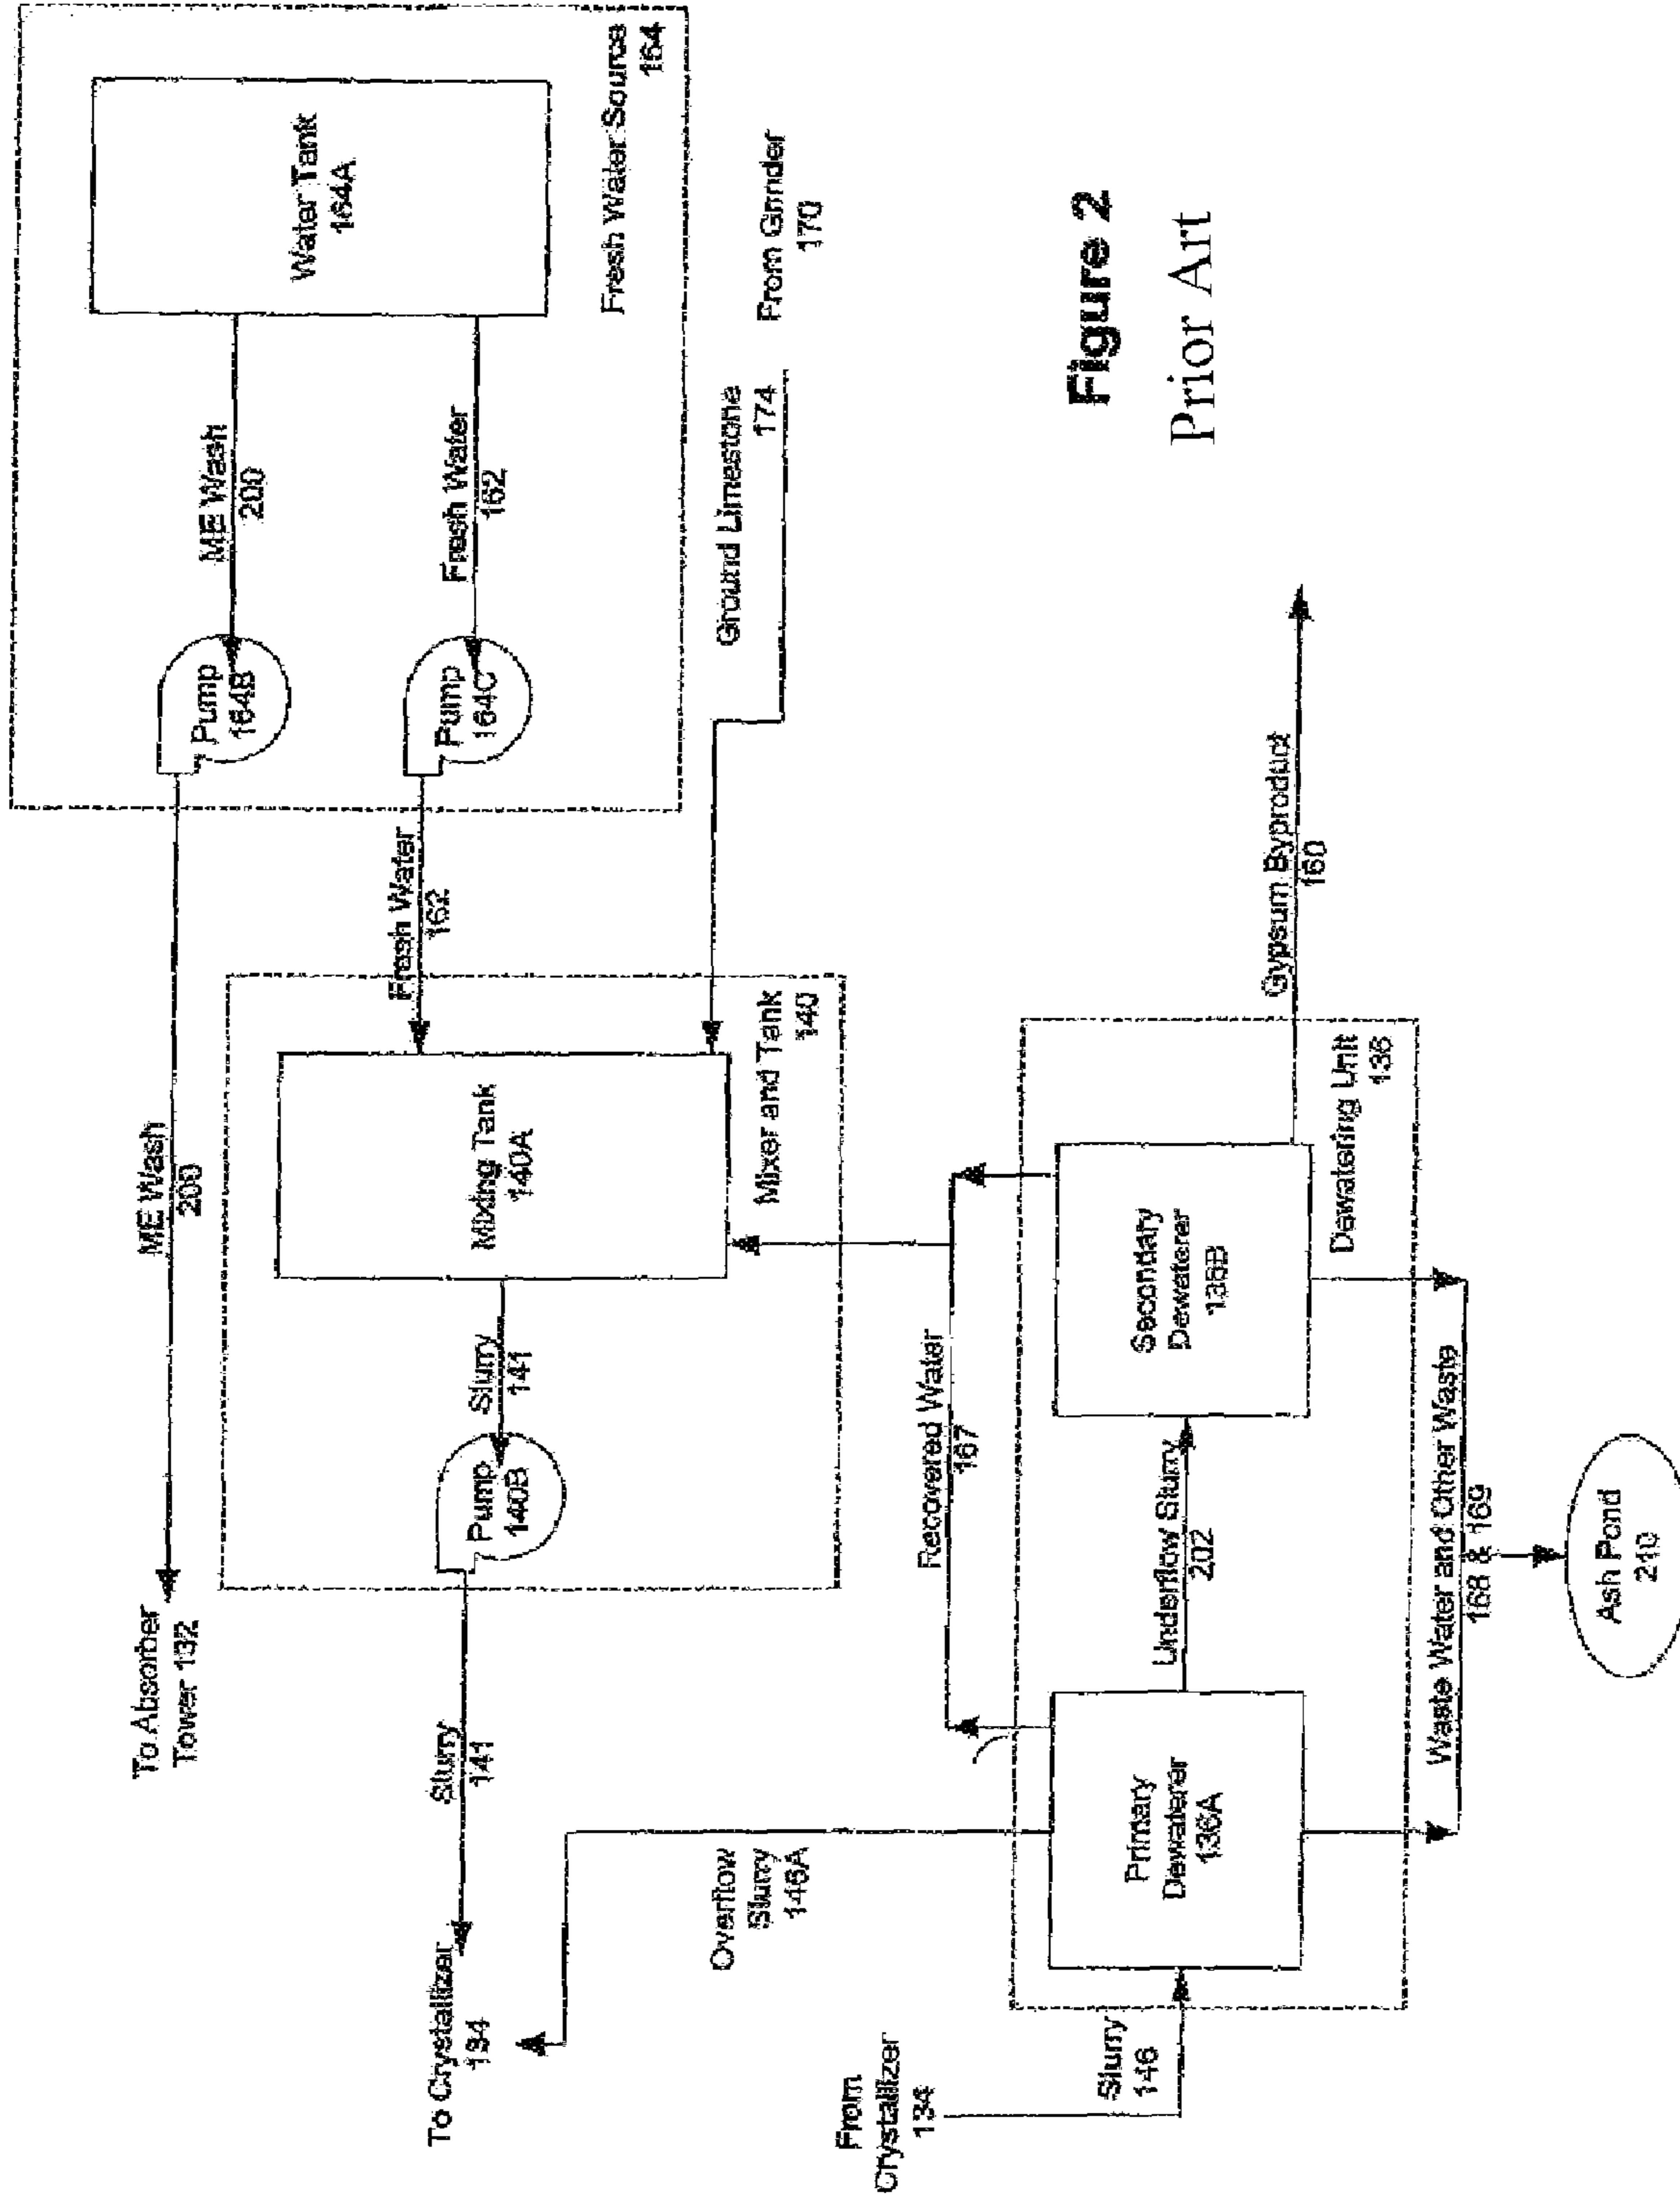 To Absorber
Tower 132
ME Wash
200
ME Wash
200
Pump
164B
Water Tank
164A
Fresh Water
162
Pump
164C
Fresh Water
162
Fresh Water Source
164
To Crystallizer
134
Slurry
141
Pump
140B
Slurry
141
Mixing Tank
140A
Mixer and Tank
140
Ground Limestone
174
From Grinder
170
Overflow
Slurry
146A
Recovered Water
167
From
Crystallizer
134
Slurry
146
Primary
Dewaterer
136A
Underflow Slurry
202
Secondary
Dewaterer
136B
Dewatering Unit
136
Gypsum Byproduct
160
Waste Water and Other Waste
168 & 169
Ash Pond
210
Figure 2
Prior Art